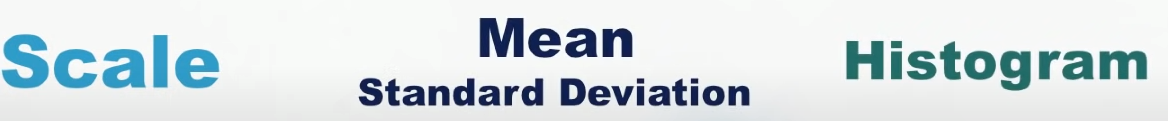 Scale
Mean
Standard Deviation
Histogram